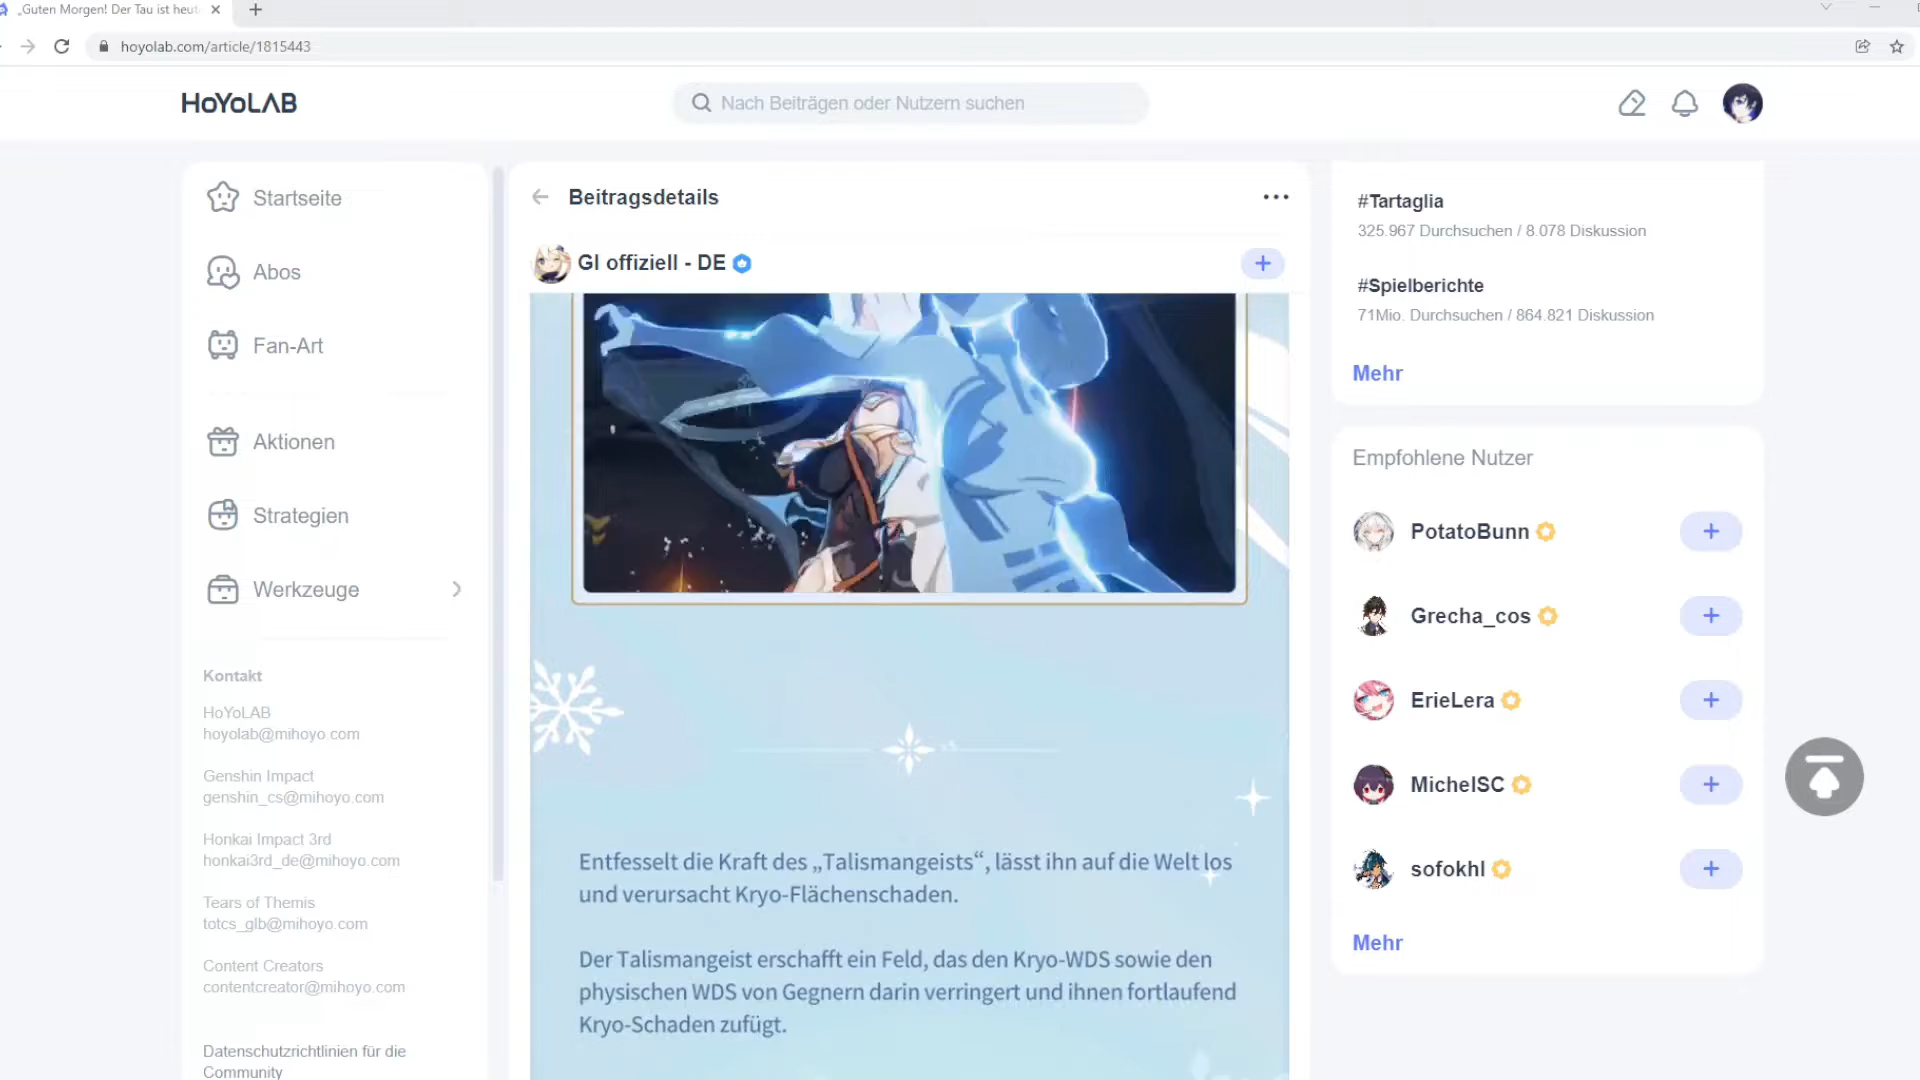 „Guten Morgen! Der Tau ist heut
hoyolab.com/article/1815443
HoYoLAB
Nach Beiträgen oder Nutzern suchen
Startseite
Abos
Fan-Art
Aktionen
Strategien
Werkzeuge
Kontakt
HoYoLAB
hoyolab@mihoyo.com
Genshin Impact
genshin_cs@mihoyo.com
Honkai Impact 3rd
honkai3rd_de@mihoyo.com
Tears of Themis
totcs_glb@mihoyo.com
Content Creators
contentcreator@mihoyo.com
Datenschutzrichtlinien für die
Community
Beitragsdetails
GI offiziell - DE
Entfesselt die Kraft des „Talismangeists“, lässt ihn auf die Welt los
und verursacht Kryo-Flächenschaden.
Der Talismangeist erschafft ein Feld, das den Kryo-WDS sowie den
physischen WDS von Gegnern darin verringert und ihnen fortlaufend
Kryo-Schaden zufügt.
#Tartaglia
325.967 Durchsuchen / 8.078 Diskussion
#Spielberichte
71Mio. Durchsuchen / 864.821 Diskussion
Mehr
Empfohlene Nutzer
PotatoBunn
Grecha_cos
ErieLera
MichelSC
sofokhl
Mehr